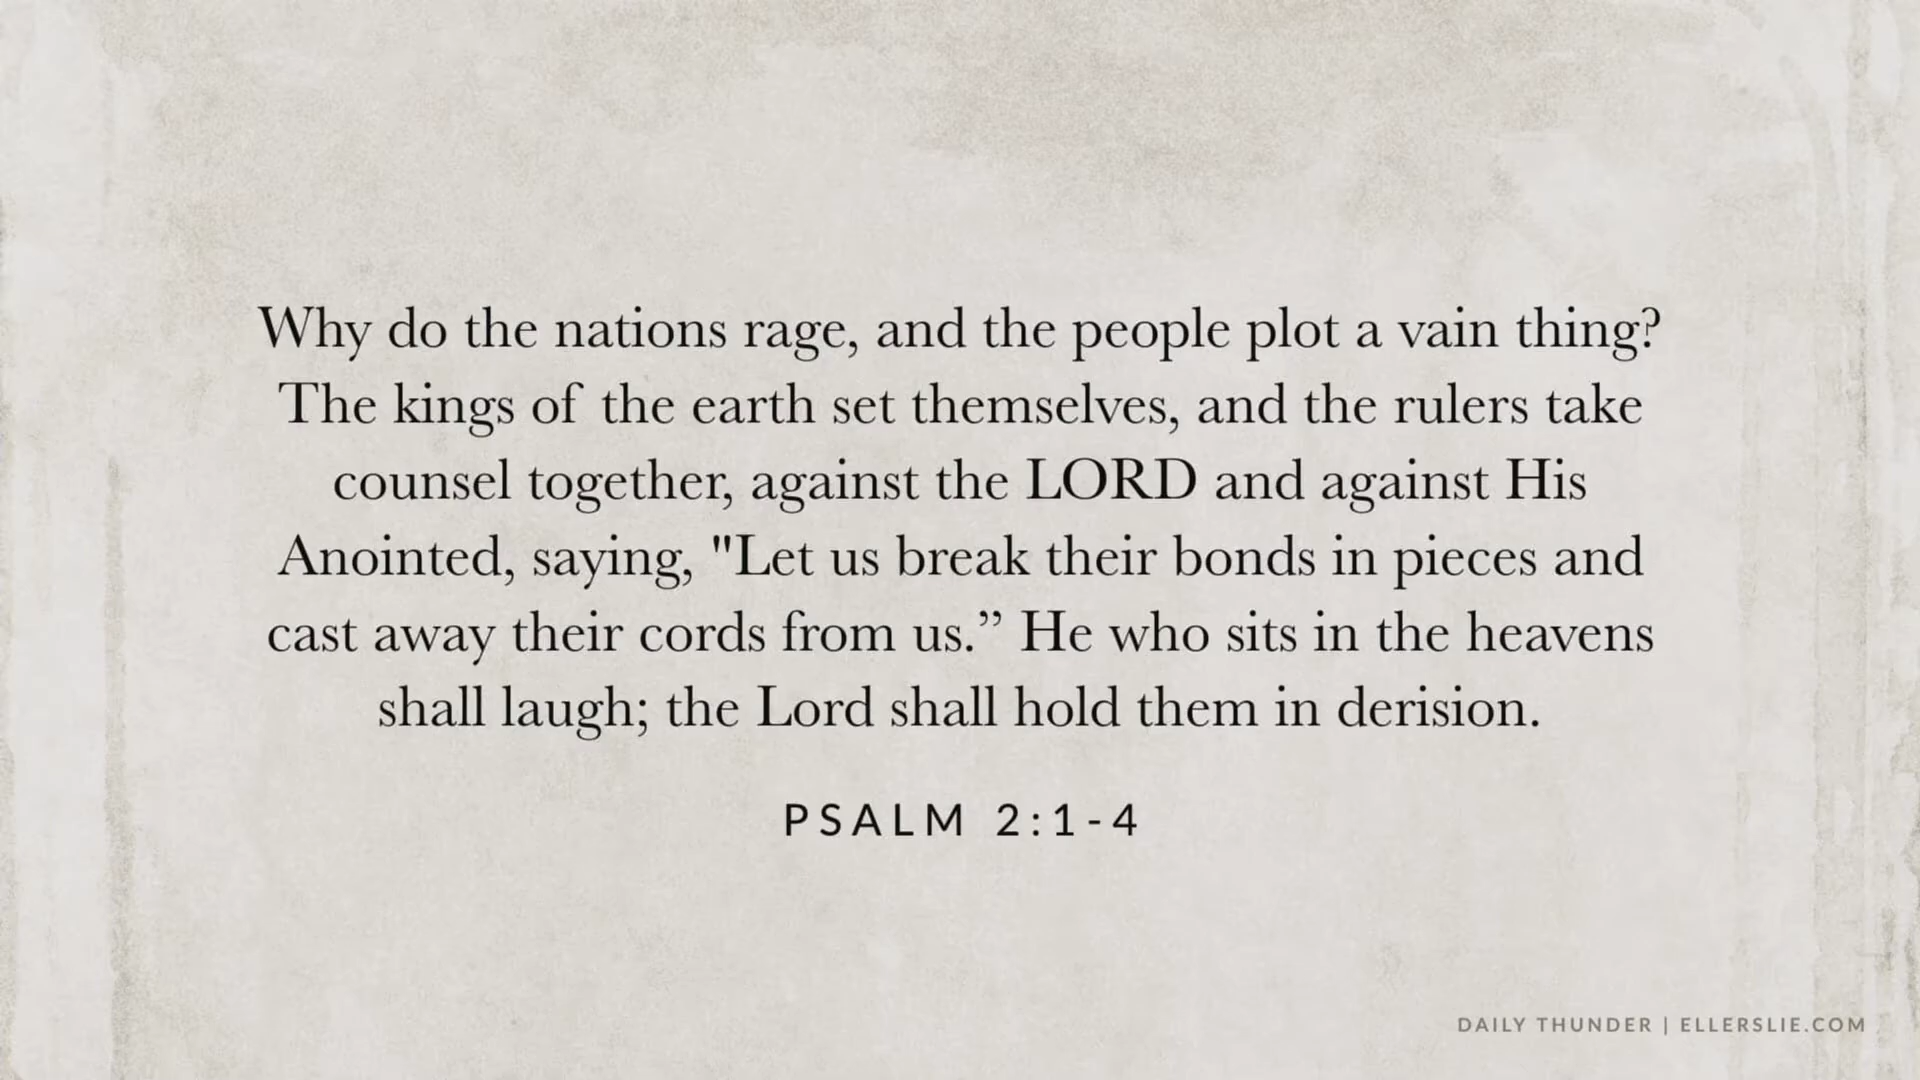 Why do the nations rage, and the people plot a vain thing?
The kings of the earth set themselves, and the rulers take
counsel together, against the LORD and against His
Anointed, saying, "Let us break their bonds in pieces and
cast away their cords from us.” He who sits in the heavens
shall laugh; the Lord shall hold them in derision.
PSALM 2:1-4
DAILY THUNDER | ELLERSLIE.COM